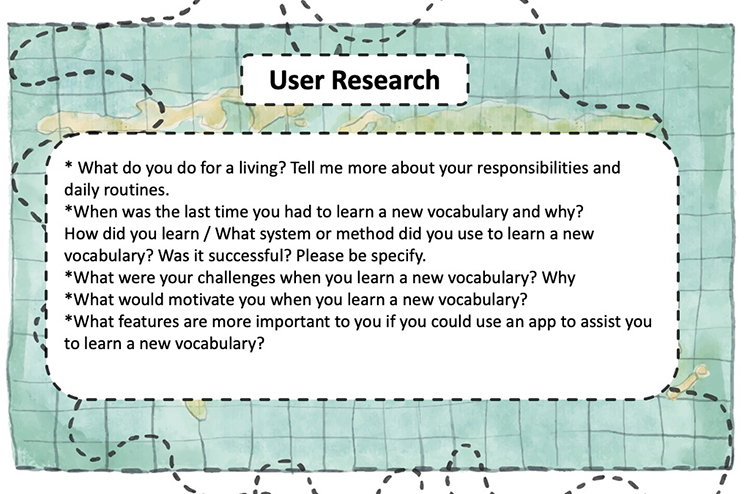 User Research
* What do you do for a living? Tell me more about your responsibilities and
daily routines.
*When was the last time you had to learn a new vocabulary and why?
How did you learn / What system or method did you use to learn a new
vocabulary? Was it successful? Please be specify.
*What were your challenges when you learn a new vocabulary? Why
*What would motivate you when you learn a new vocabulary?
*What features are more important to you if you could use an app to assist you
to learn a new vocabulary?